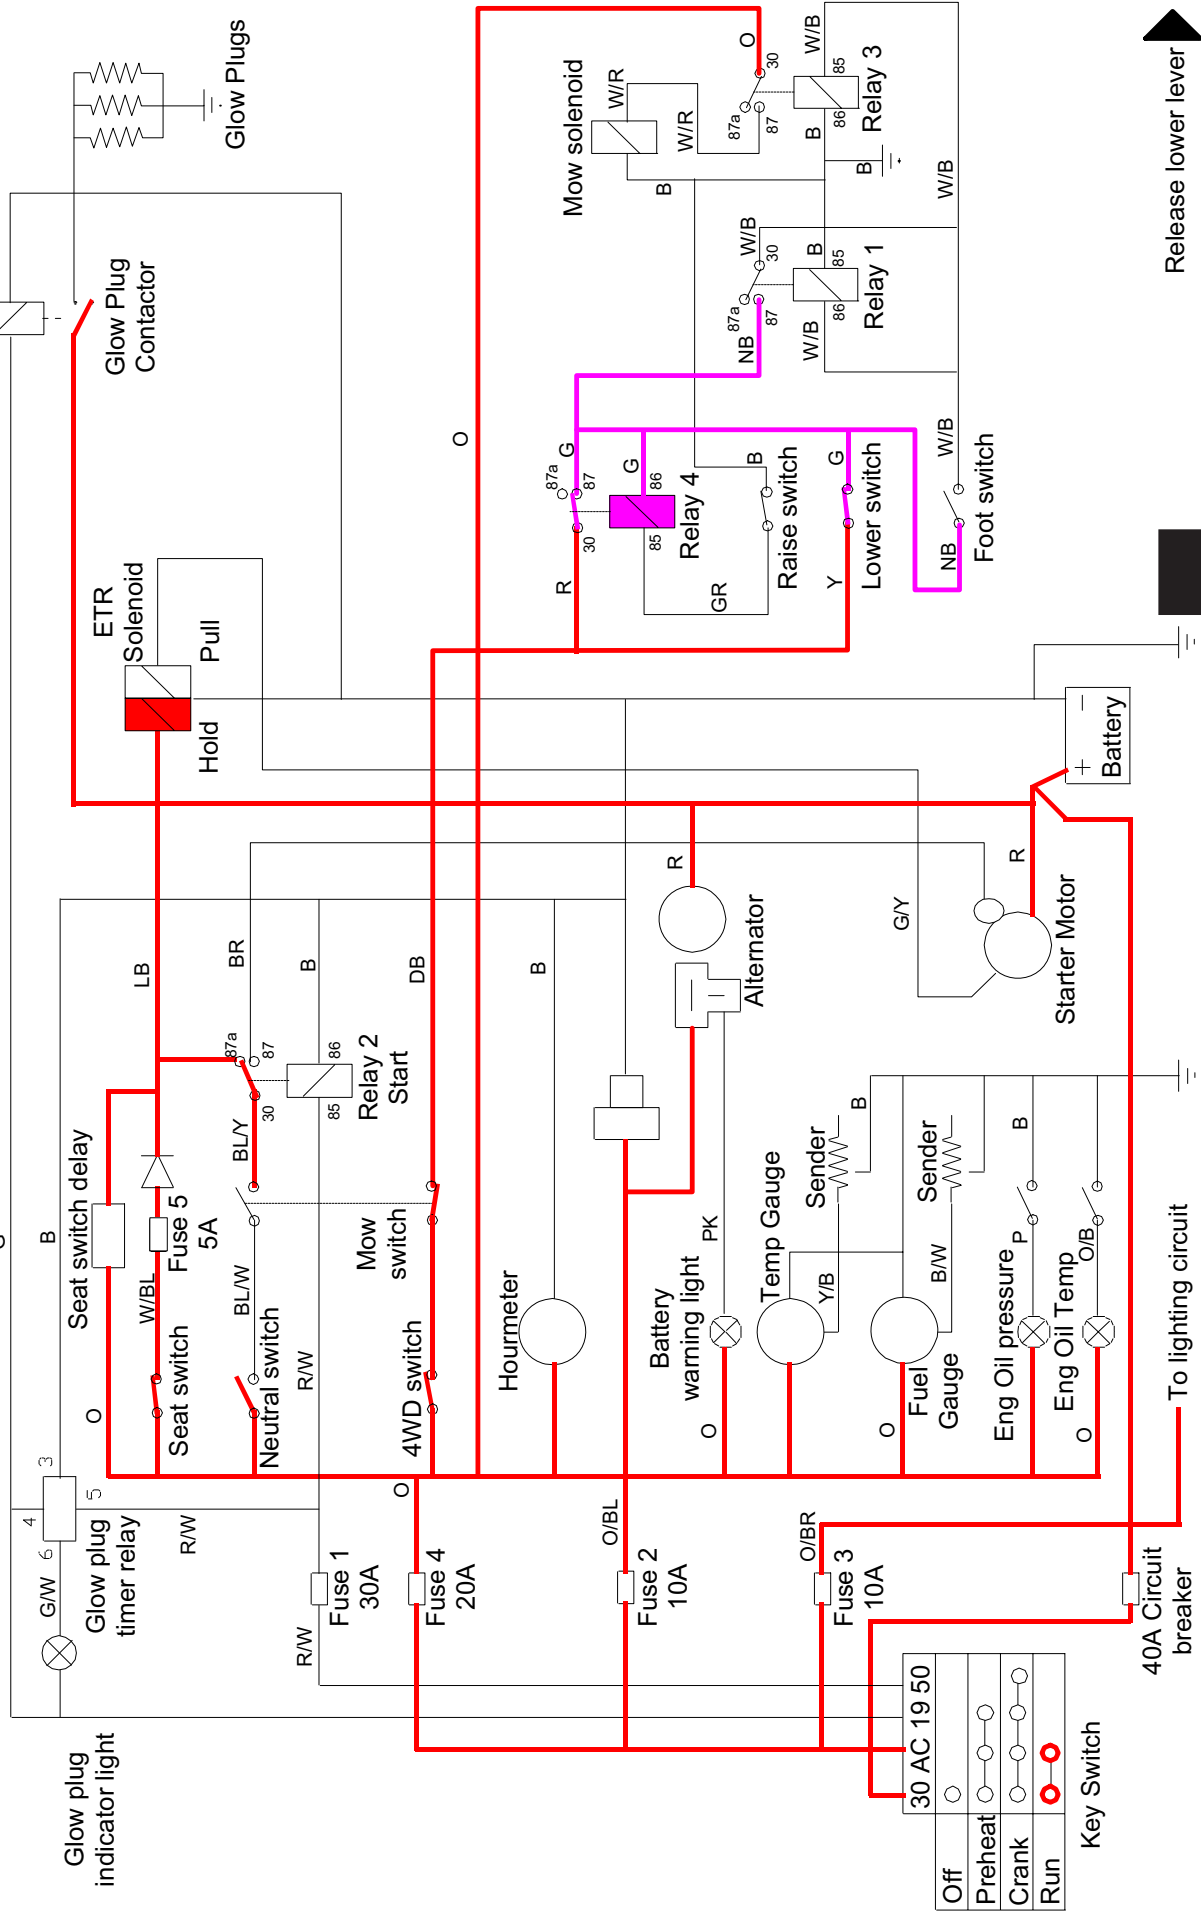 Glow Plugs
Glow Plug
Contactor
ETR
Solenoid
Pull
Hold
Mow solenoid
W/R
W/R
O
30
87a
87
W/B
85
86
B
Relay 3
B
B
W/B
W/B
30
87a
87
NB
B
85
86
W/B
Relay 1
Release lower lever
O
87a
G
87
30
R
G
86
85
Relay 4
B
Raise switch
GR
G
Y
Lower switch
W/B
NB
Foot switch
Battery
+
−
R
R
Alternator
G/Y
Starter Motor
LB
BR
B
DB
B
87a
87
30
86
85
Relay 2
Start
BL/Y
B
Seat switch delay
Fuse 5
5A
W/BL
BL/W
Mow
switch
Seat switch
Neutral switch
R/W
4WD switch
Hourmeter
PK
Battery
warning light
Temp Gauge
Sender
B
Y/B
Fuel
Gauge
Sender
B/W
B
P
Eng Oil pressure
O/B
Eng Oil Temp
O
O
O
O
To lighting circuit
3
4
5
6
G/W
Glow plug
timer relay
R/W
Fuse 1
30A
R/W
O
Fuse 4
20A
O/BL
Fuse 2
10A
O/BR
Fuse 3
10A
40A Circuit
breaker
Glow plug
indicator light
30 AC 19 50
Off
Preheat
Crank
Run
Key Switch